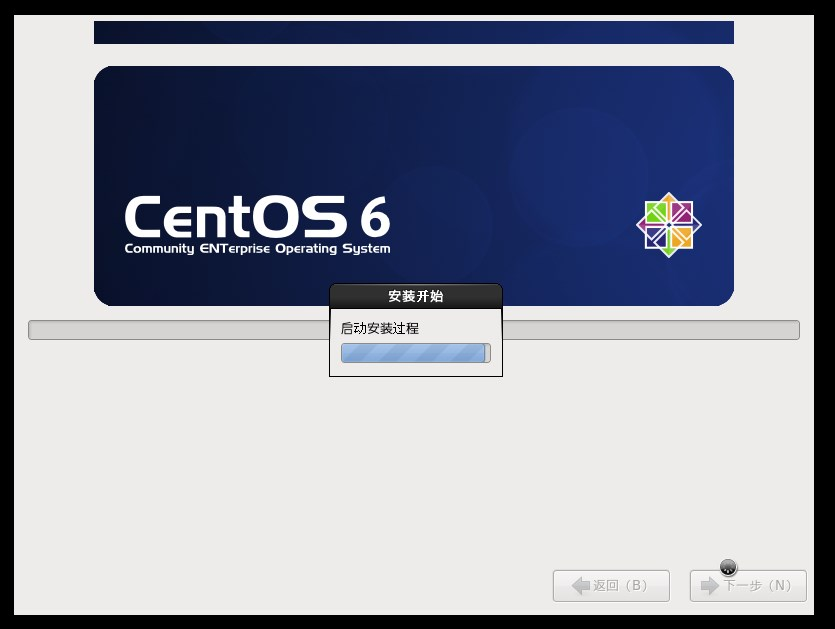 CentOS 6
Community ENTerprise Operating System
安装开始
启动安装过程
返回（B）
下一步（N）